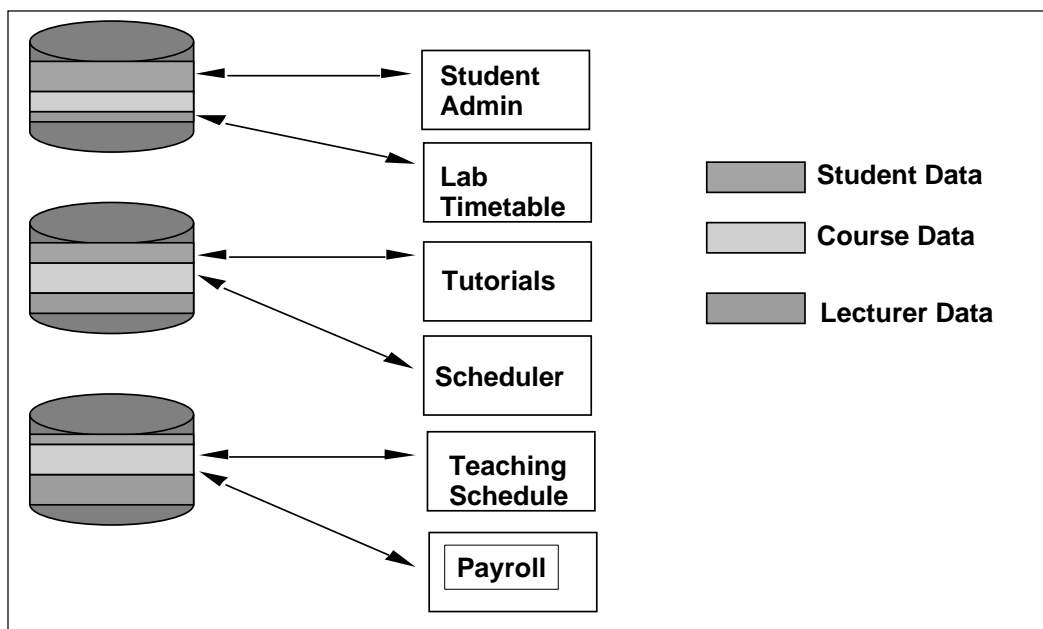 Student
Admin
Lab
Timetable
Tutorials
Scheduler
Teaching
Schedule
Payroll
Student Data
Course Data
Lecturer Data